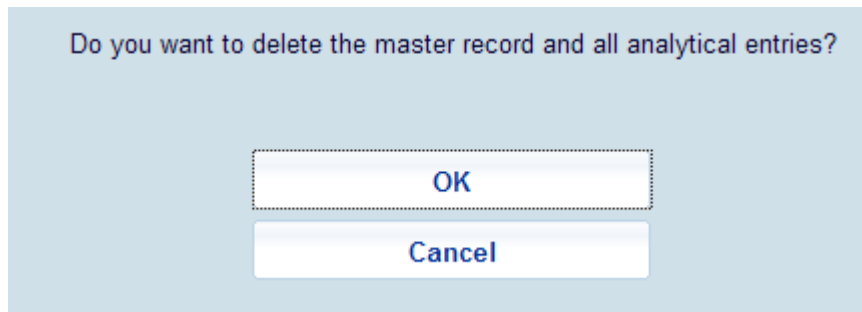 Do you want to delete the master record and all analytical entries?
OK
Cancel